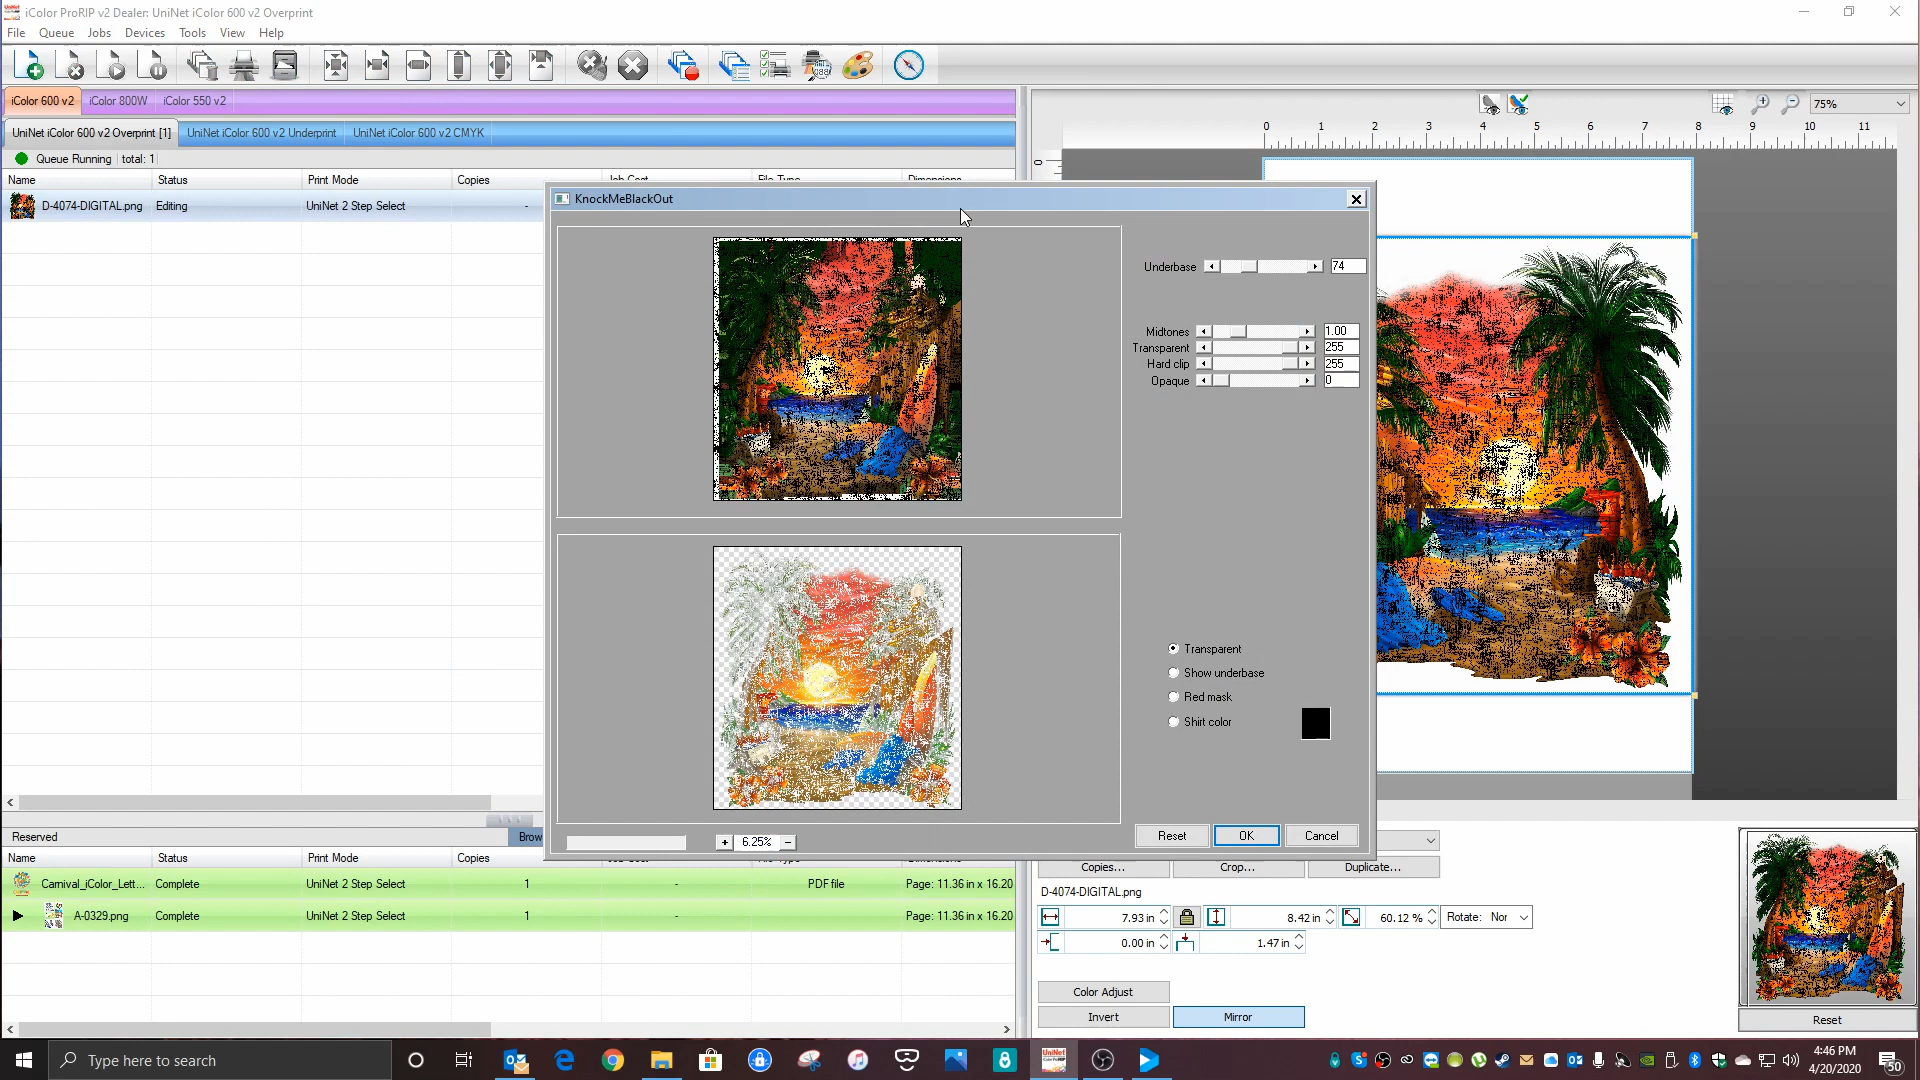 iColor ProRIP v2 Dealer: UniNet iColor 600 v2 Overprint
File Queue Jobs Devices Tools View Help
iColor 600 v2 iColor 800W iColor 550 v2
UniNet iColor 600 v2 Overprint [1] UniNet iColor 600 v2 Underprint UniNet iColor 600 v2 CMYK
Queue Running total: 1
Name Status Print Mode Copies Job Cost File Type Dimensions
D-4074-DIGITAL.png Editing UniNet 2 Step Select -
75%
0 1 2 3 4 5 6 7 8 9 10 11
0
KnockMeBlackOut
Underbase 74
Midtones 1.00
Transparent 255
Hard clip 255
Opaque 0
Transparent
Show underbase
Red mask
Shirt color
+ 6.25% -
Reset OK Cancel
Reserved Brow
Name Status Print Mode Copies
Carnival_iColor_Lett... Complete UniNet 2 Step Select 1 - PDF file Page: 11.36 in x 16.20
A-0329.png Complete UniNet 2 Step Select 1 - Page: 11.36 in x 16.20
Copies... Crop... Duplicate...
D-4074-DIGITAL.png
7.93 in 8.42 in 60.12 % Rotate: Nor
0.00 in 1.47 in
Color Adjust
Invert Mirror
Reset
Type here to search
4:46 PM
4/20/2020
50